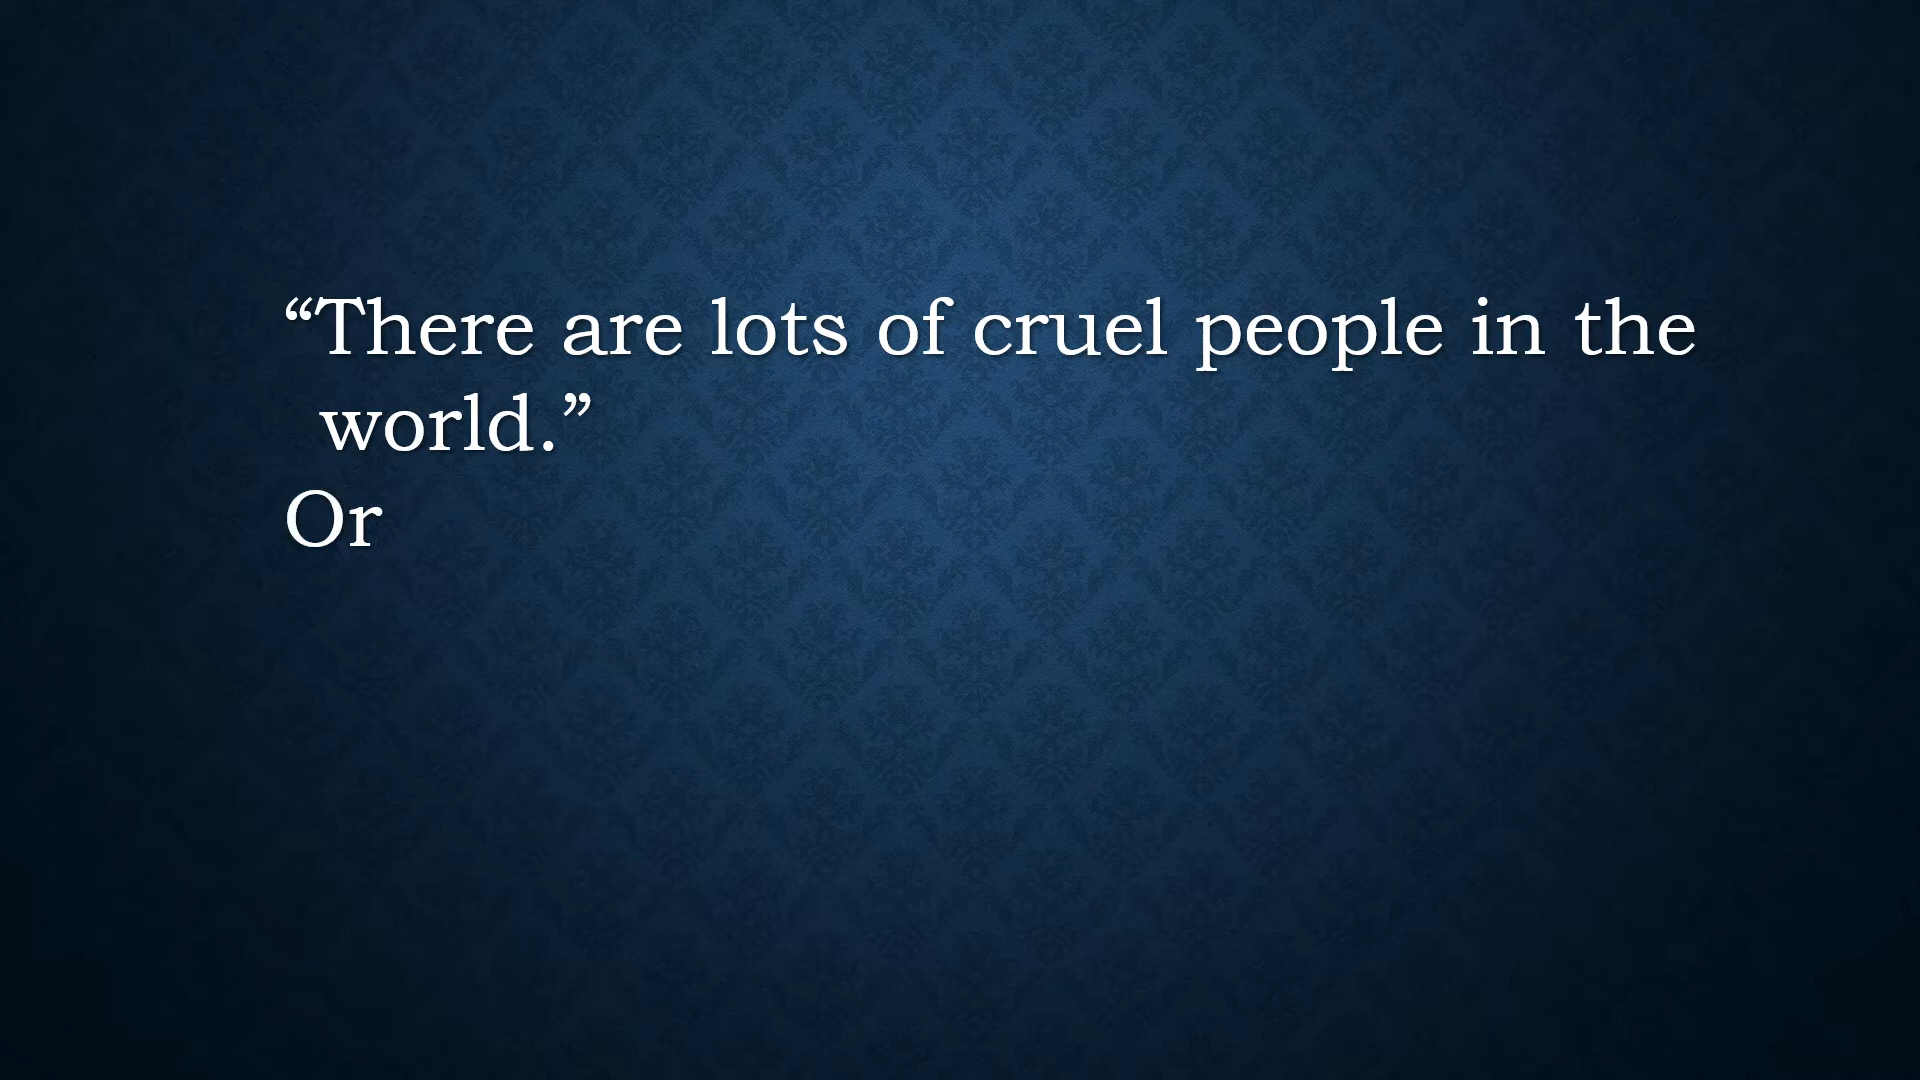 “There are lots of cruel people in the
world.”
Or